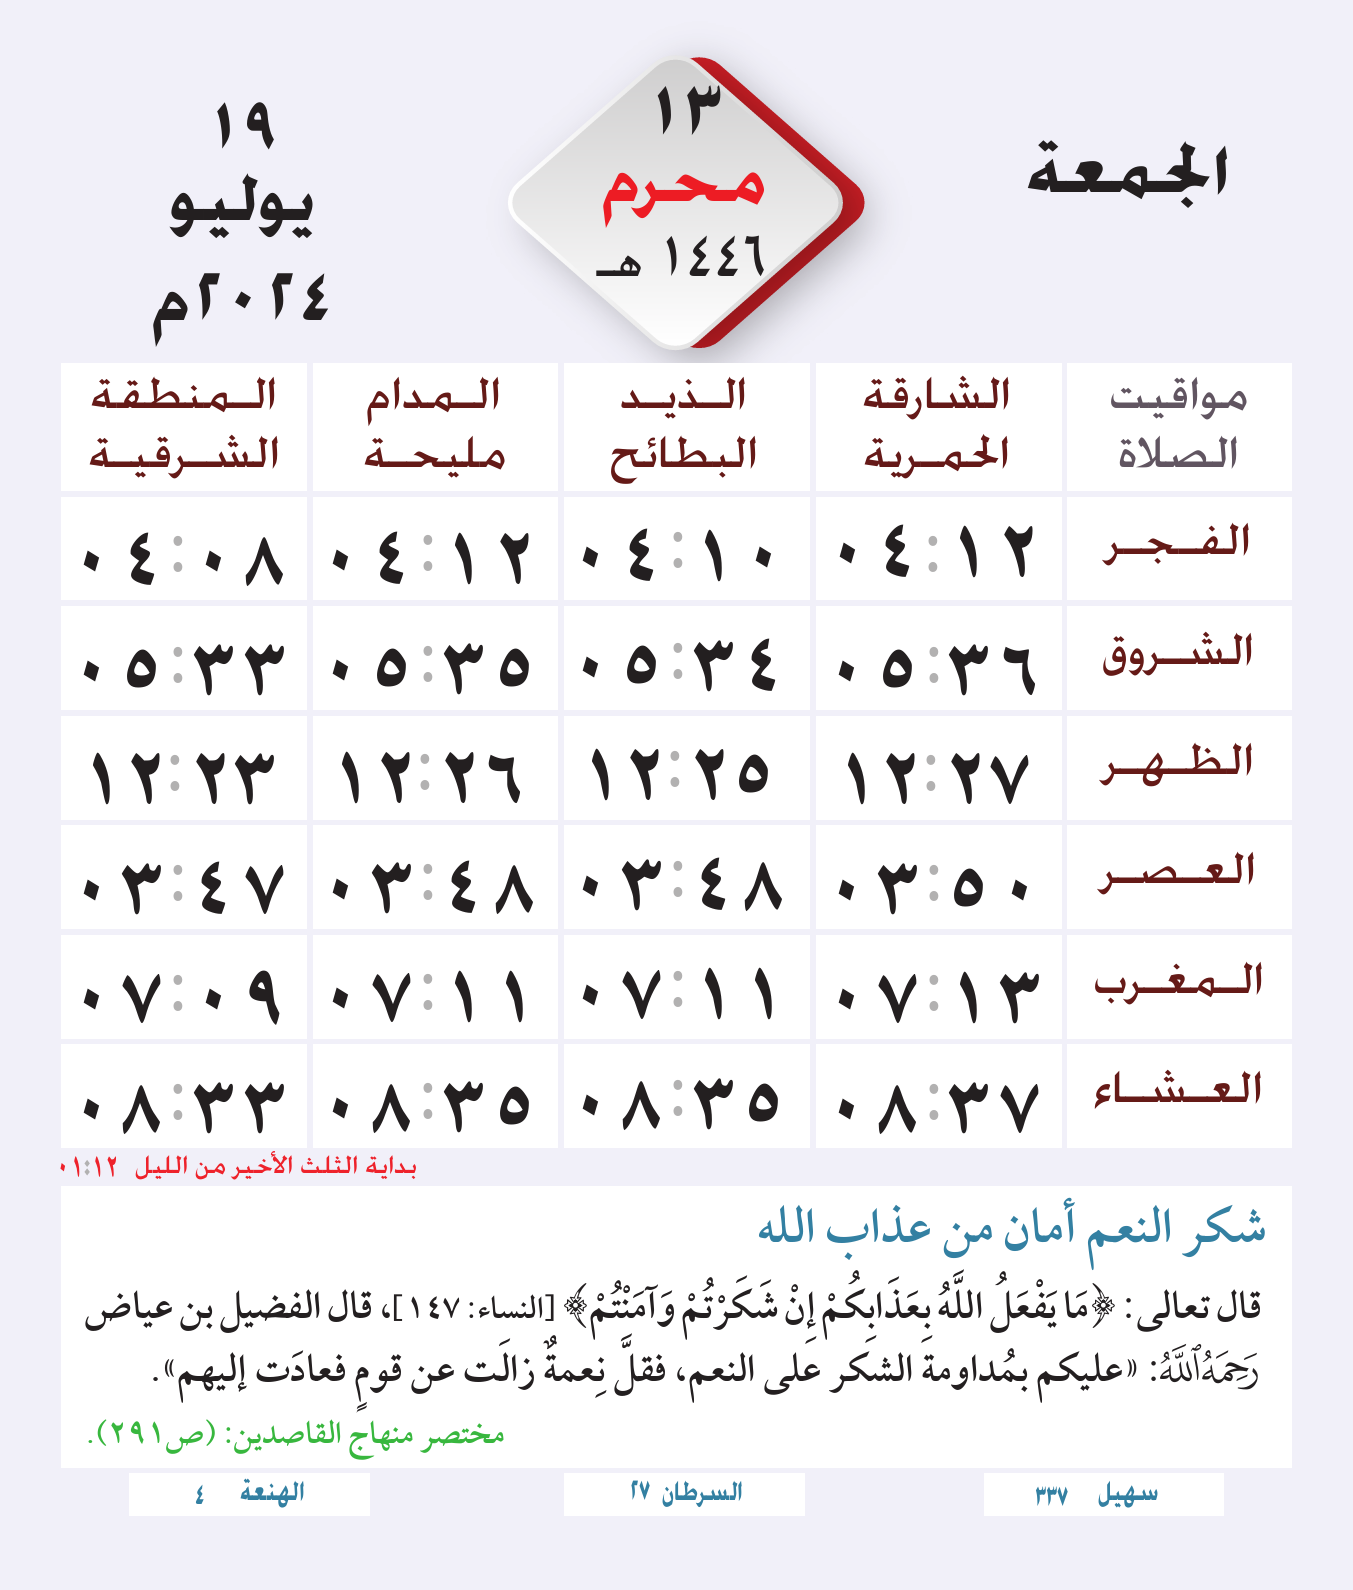 الجمعة
١٣
محرم
١٤٤٦ هـ
١٩
يوليو
٢٠٢٤م
مواقيت الصلاة	الشارقة الحمرية	الذيد البطائح	المدام مليحة	المنطقة الشرقية
الفجر	٠٤:١٢	٠٤:١٠	٠٤:١٢	٠٤:٠٨
الشروق	٠٥:٣٦	٠٥:٣٤	٠٥:٣٥	٠٥:٣٣
الظهر	١٢:٢٧	١٢:٢٥	١٢:٢٦	١٢:٢٣
العصر	٠٣:٥٠	٠٣:٤٨	٠٣:٤٨	٠٣:٤٧
المغرب	٠٧:١٣	٠٧:١١	٠٧:١١	٠٧:٠٩
العشاء	٠٨:٣٧	٠٨:٣٥	٠٨:٣٥	٠٨:٣٣
بداية الثلث الأخير من الليل ٠١:١٢
شكر النعم أمان من عذاب الله
قال تعالى: ﴿مَا يَفْعَلُ اللَّهُ بِعَذَابِكُمْ إِنْ شَكَرْتُمْ وَآمَنْتُمْ﴾ [النساء: ١٤٧]، قال الفضيل بن عياض
رَحِمَهُ ٱللَّهُ: «عليكم بمُداومة الشكر على النعم، فقلَّ نِعمةٌ زالَت عن قومٍ فعادَت إليهم».
مختصر منهاج القاصدين: (ص٢٩١).
سهيل ٣٣٧	السرطان ٢٧	الهنعة ٤